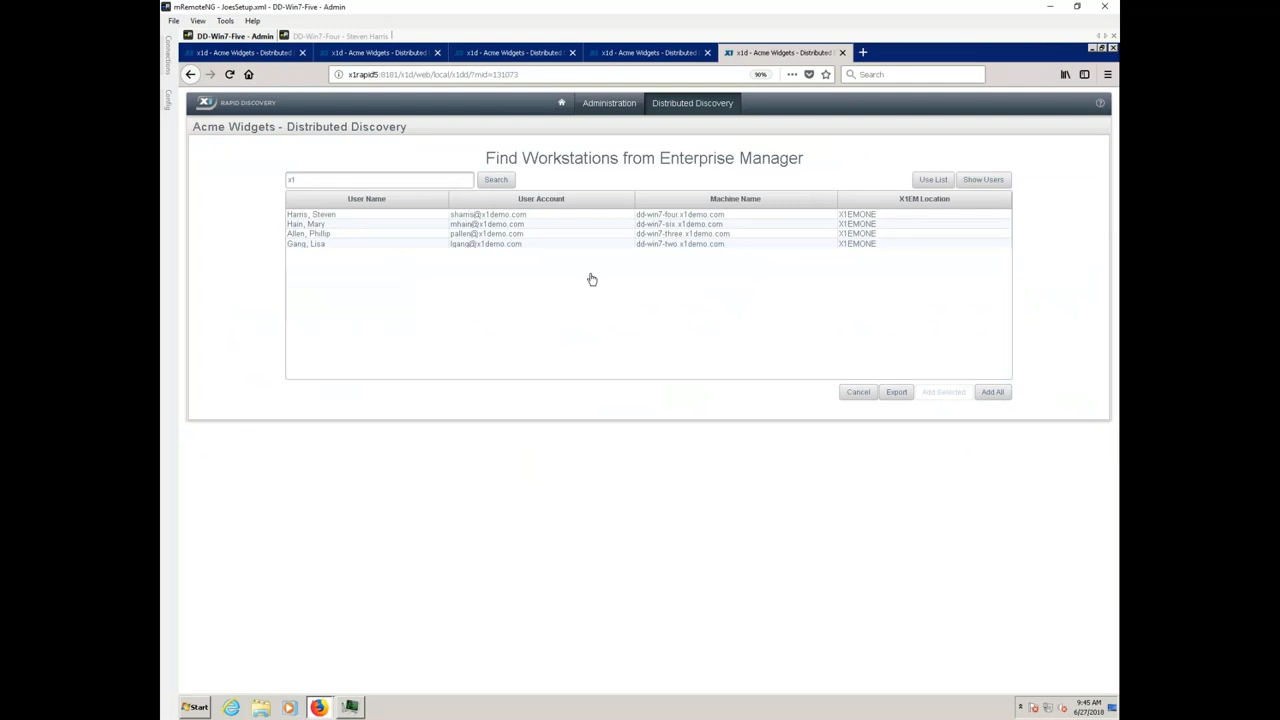 mRemoteNG - JoesSetup.xml - DD-Win7-Five - Admin
File View Tools Help
DD-Win7-Five - Admin DD-Win7-Four - Steven Harris
Connections
Config
x1d - Acme Widgets - Distributed x1d - Acme Widgets - Distributed x1d - Acme Widgets - Distributed x1d - Acme Widgets - Distributed x1d - Acme Widgets - Distributed
x1rapid5:8181/x1d/web/local/x1dd/?mid=131073 90% Search
X1 RAPID DISCOVERY Administration Distributed Discovery
Acme Widgets - Distributed Discovery
Find Workstations from Enterprise Manager
x1 Search Use List Show Users
User Name User Account Machine Name X1EM Location
Harris, Steven sharris@x1demo.com dd-win7-four.x1demo.com X1EMONE
Hain, Mary mhain@x1demo.com dd-win7-six.x1demo.com X1EMONE
Allen, Phillip pallen@x1demo.com dd-win7-three.x1demo.com X1EMONE
Gang, Lisa lgang@x1demo.com dd-win7-two.x1demo.com X1EMONE
Cancel Export Add Selected Add All
Start 9:45 AM
6/27/2018